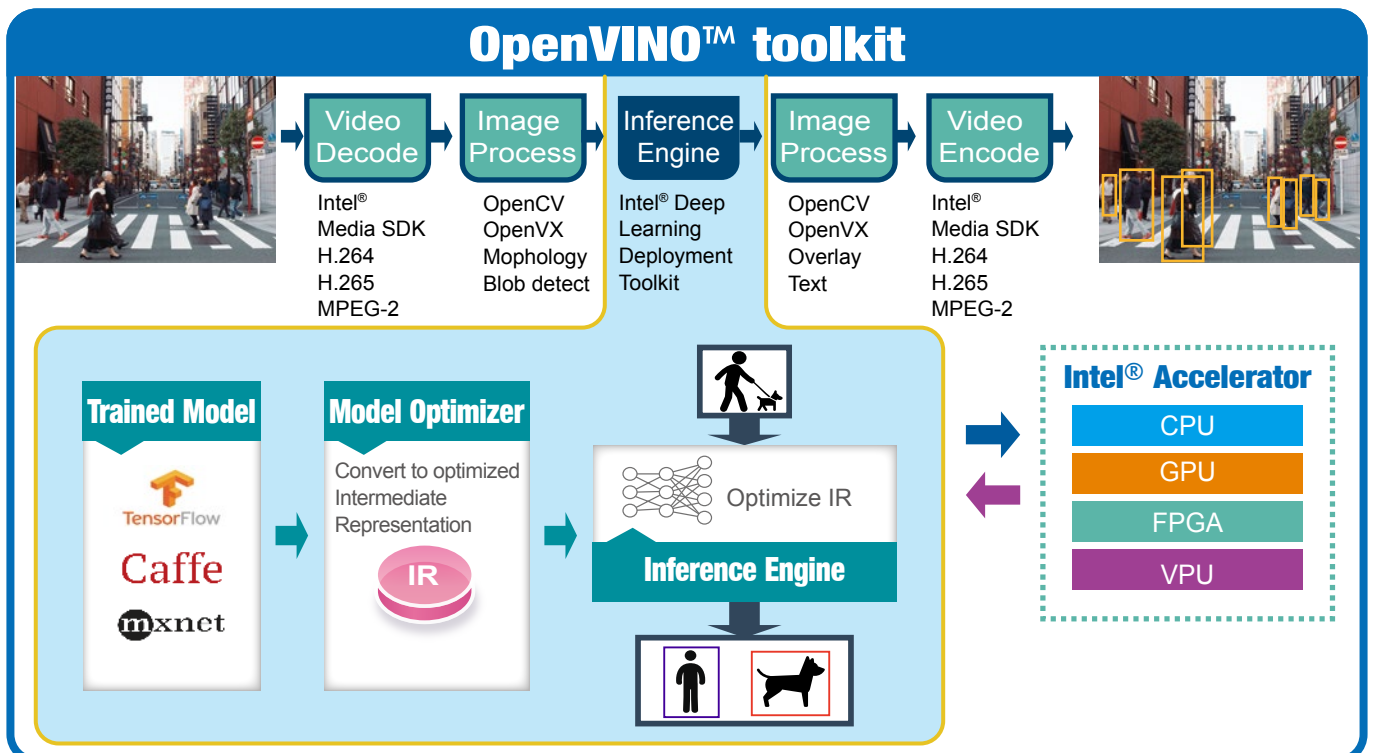 OpenVINO™ toolkit
Video
Decode
Intel®
Media SDK
H.264
H.265
MPEG-2
Image
Process
OpenCV
OpenVX
Mophology
Blob detect
Inference
Engine
Intel® Deep
Learning
Deployment
Toolkit
Image
Process
OpenCV
OpenVX
Overlay
Text
Video
Encode
Intel®
Media SDK
H.264
H.265
MPEG-2
Trained Model
TensorFlow
Caffe
mxnet
Model Optimizer
Convert to optimized
Intermediate
Representation
IR
Optimize IR
Inference Engine
Intel® Accelerator
CPU
GPU
FPGA
VPU